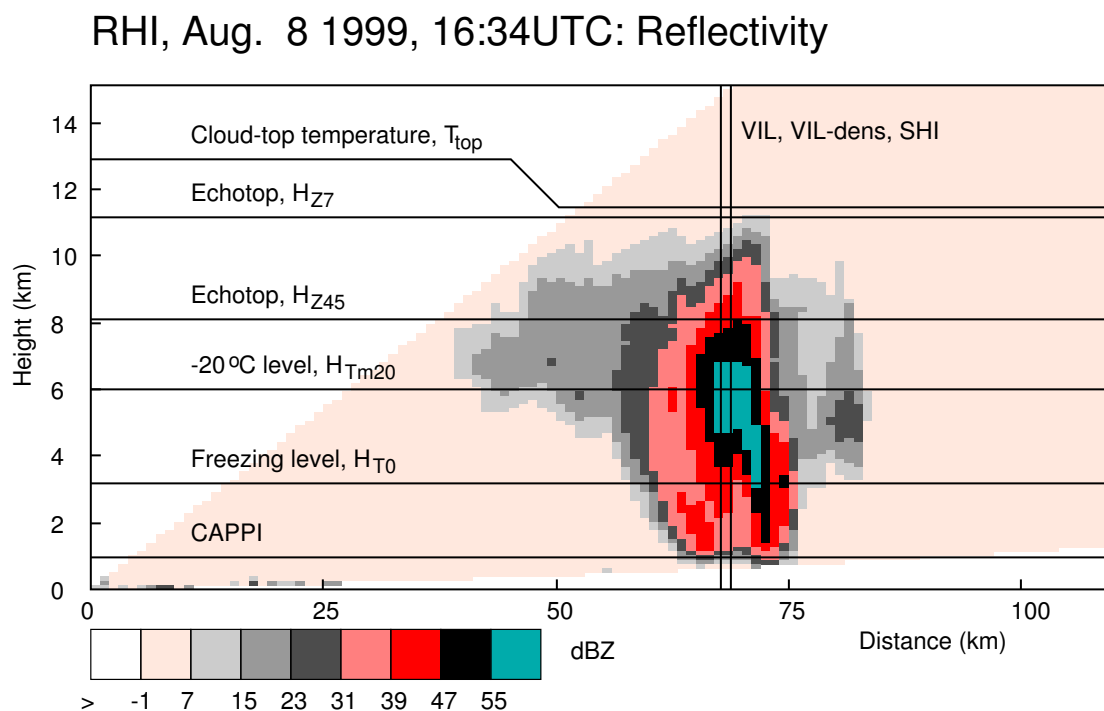 RHI, Aug. 8 1999, 16:34UTC: Reflectivity
14
Cloud-top temperature, Ttop
VIL, VIL-dens, SHI
12
Echotop, HZ7
10
Echotop, HZ45
8
-20°C level, HTm20
6
Freezing level, HT0
4
2
CAPPI
0
Height (km)
0 25 50 75 100
Distance (km)
dBZ
> -1 7 15 23 31 39 47 55